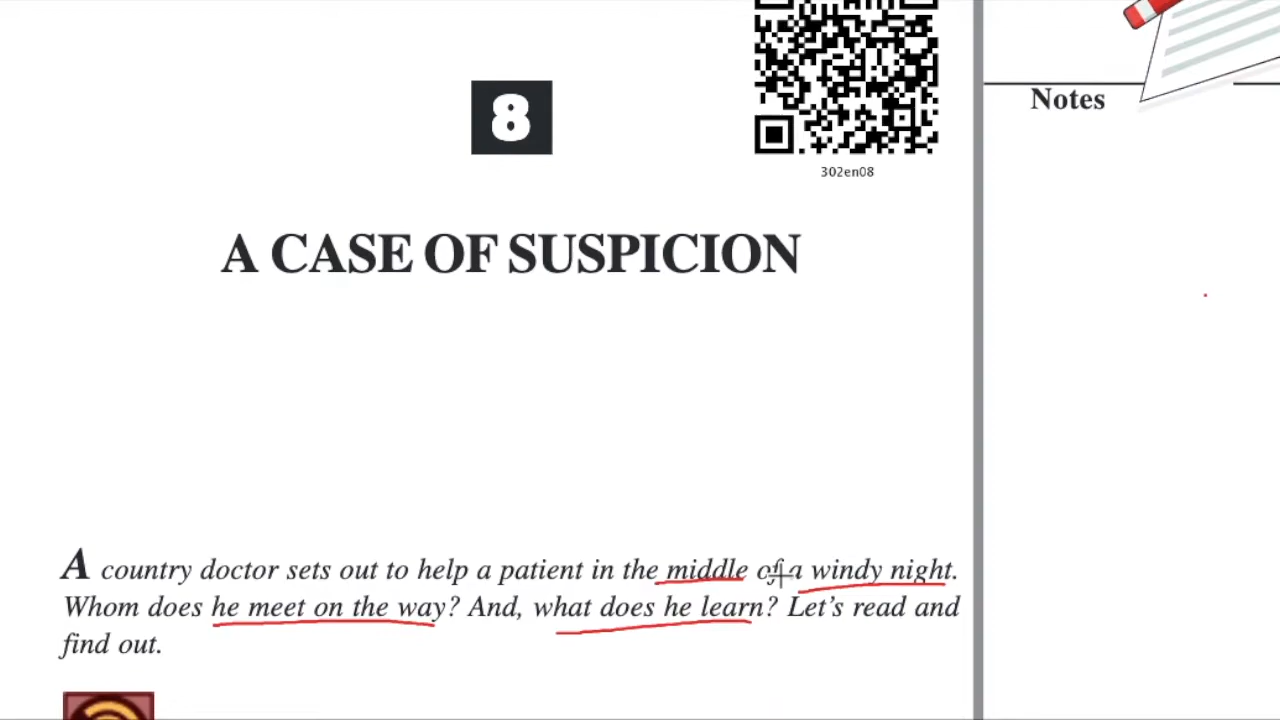 8
302en08
Notes
A CASE OF SUSPICION
A country doctor sets out to help a patient in the middle of a windy night.
Whom does he meet on the way? And, what does he learn? Let's read and
find out.